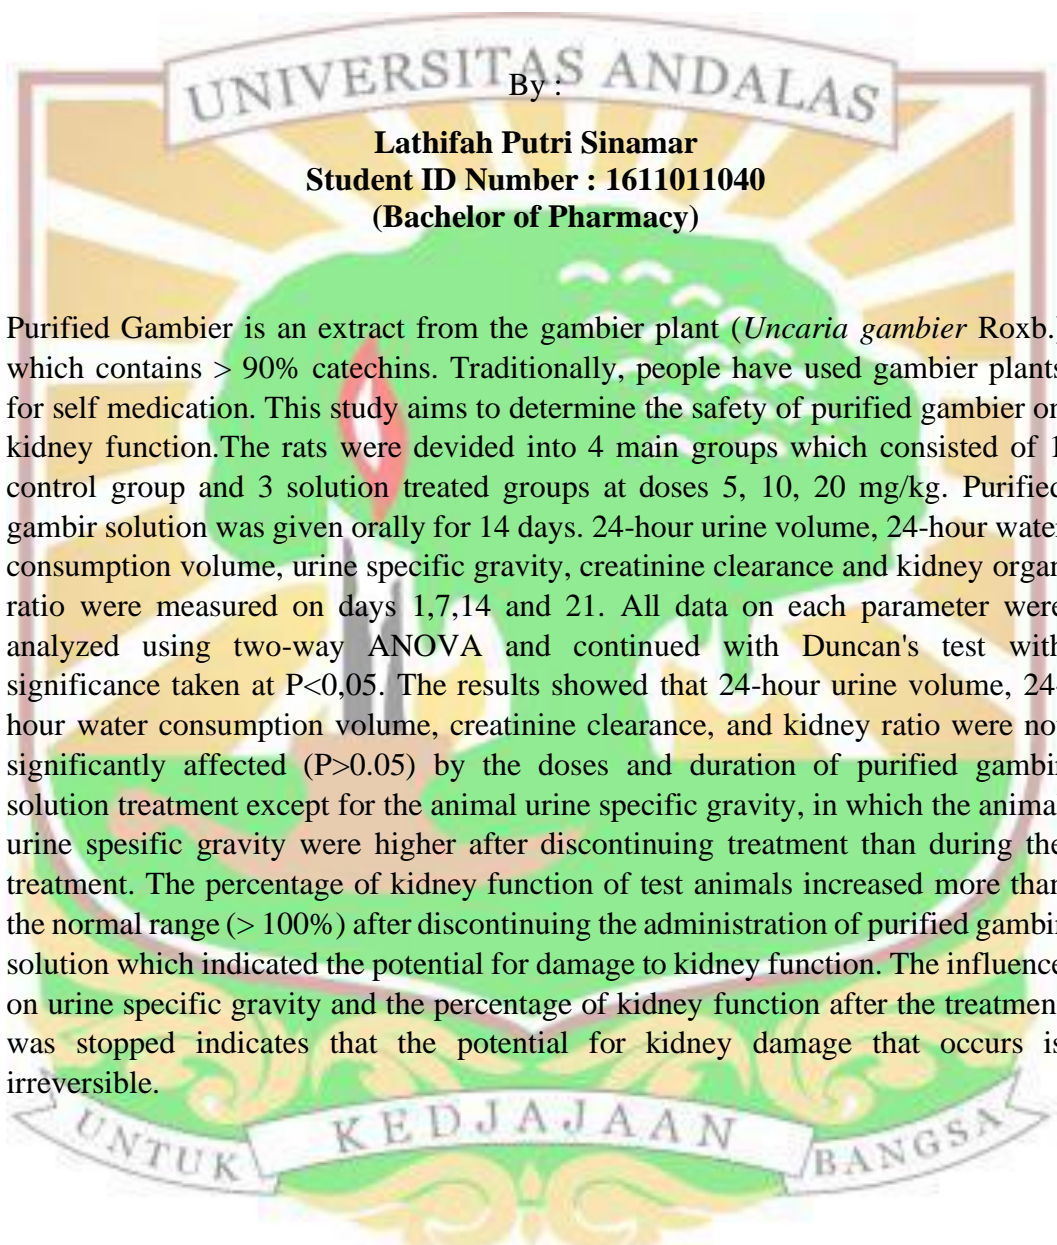 UNIVERSITAS ANDALAS
By :
Lathifah Putri Sinamar
Student ID Number : 1611011040
(Bachelor of Pharmacy)
Purified Gambier is an extract from the gambier plant (Uncaria gambier Roxb.)
which contains > 90% catechins. Traditionally, people have used gambier plants
for self medication. This study aims to determine the safety of purified gambier on
kidney function.The rats were devided into 4 main groups which consisted of 1
control group and 3 solution treated groups at doses 5, 10, 20 mg/kg. Purified
gambir solution was given orally for 14 days. 24-hour urine volume, 24-hour water
consumption volume, urine specific gravity, creatinine clearance and kidney organ
ratio were measured on days 1,7,14 and 21. All data on each parameter were
analyzed using two-way ANOVA and continued with Duncan's test with
significance taken at P<0,05. The results showed that 24-hour urine volume, 24-
hour water consumption volume, creatinine clearance, and kidney ratio were not
significantly affected (P>0.05) by the doses and duration of purified gambir
solution treatment except for the animal urine specific gravity, in which the animal
urine spesific gravity were higher after discontinuing treatment than during the
treatment. The percentage of kidney function of test animals increased more than
the normal range (> 100%) after discontinuing the administration of purified gambir
solution which indicated the potential for damage to kidney function. The influence
on urine specific gravity and the percentage of kidney function after the treatment
was stopped indicates that the potential for kidney damage that occurs is
irreversible.
UNTUK KEDJAJAAN BANGSA